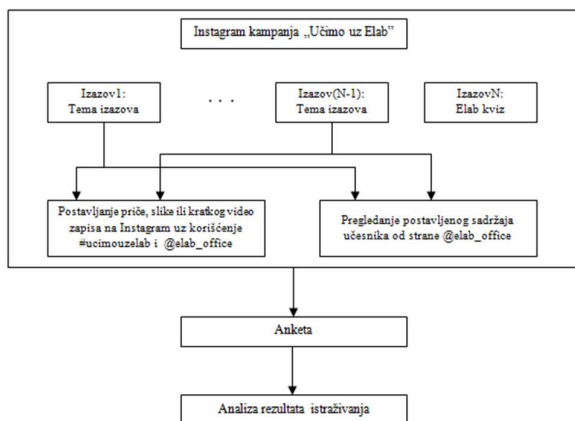 Instagram kampanja „Učimo uz Elab”
Izazov1:
Tema izazova
. . .
Izazov(N-1):
Tema izazova
IzazovN:
Elab kviz
Postavljanje priče, slike ili kratkog video
zapisa na Instagram uz korišćenje
#ucimouzelab i @elab_office
Pregledanje postavljenog sadržaja
učesnika od strane @elab_office
Anketa
Analiza rezultata istraživanja